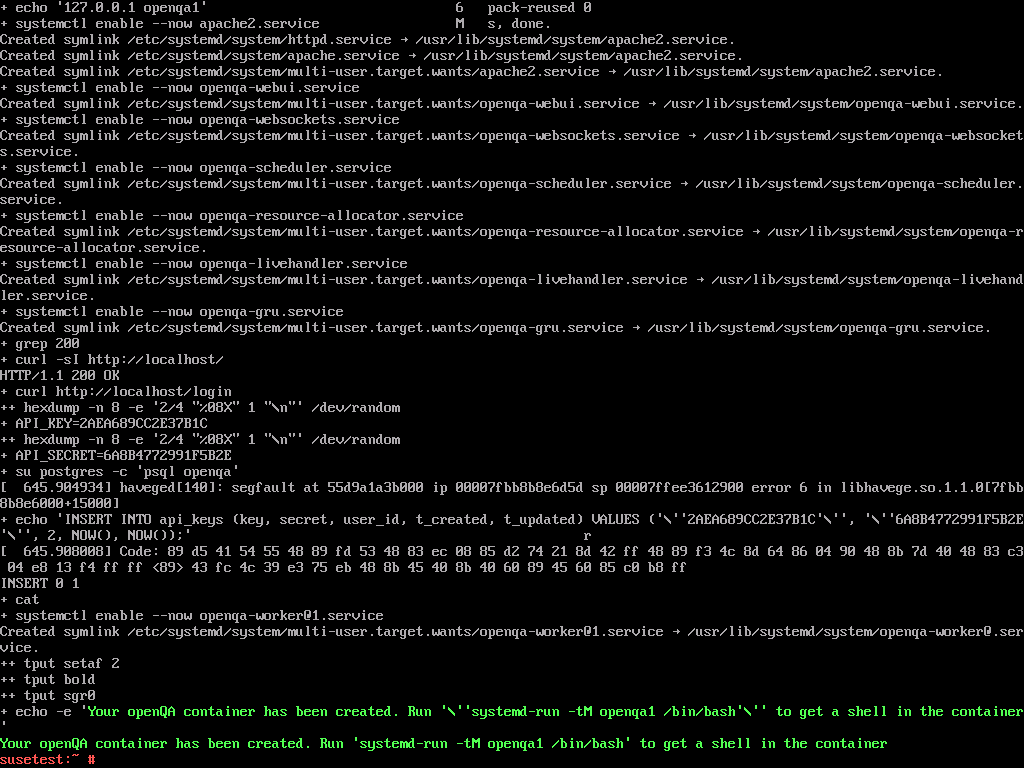 + echo '127.0.0.1 openqa1'                               6   pack-reused 0
+ systemctl enable --now apache2.service                 M   s, done.
Created symlink /etc/systemd/system/httpd.service → /usr/lib/systemd/system/apache2.service.
Created symlink /etc/systemd/system/apache.service → /usr/lib/systemd/system/apache2.service.
Created symlink /etc/systemd/system/multi-user.target.wants/apache2.service → /usr/lib/systemd/system/apache2.service.
+ systemctl enable --now openqa-webui.service
Created symlink /etc/systemd/system/multi-user.target.wants/openqa-webui.service → /usr/lib/systemd/system/openqa-webui.service.
+ systemctl enable --now openqa-websockets.service
Created symlink /etc/systemd/system/multi-user.target.wants/openqa-websockets.service → /usr/lib/systemd/system/openqa-websocket
s.service.
+ systemctl enable --now openqa-scheduler.service
Created symlink /etc/systemd/system/multi-user.target.wants/openqa-scheduler.service → /usr/lib/systemd/system/openqa-scheduler.
service.
+ systemctl enable --now openqa-resource-allocator.service
Created symlink /etc/systemd/system/multi-user.target.wants/openqa-resource-allocator.service → /usr/lib/systemd/system/openqa-r
esource-allocator.service.
+ systemctl enable --now openqa-livehandler.service
Created symlink /etc/systemd/system/multi-user.target.wants/openqa-livehandler.service → /usr/lib/systemd/system/openqa-livehand
ler.service.
+ systemctl enable --now openqa-gru.service
Created symlink /etc/systemd/system/multi-user.target.wants/openqa-gru.service → /usr/lib/systemd/system/openqa-gru.service.
+ grep 200
+ curl -sI http://localhost/
HTTP/1.1 200 OK
+ curl http://localhost/login
++ hexdump -n 8 -e '2/4 "%08X" 1 "\n"' /dev/random
+ API_KEY=2AEA689CC2E37B1C
++ hexdump -n 8 -e '2/4 "%08X" 1 "\n"' /dev/random
+ API_SECRET=6A8B4772991F5B2E
+ su postgres -c 'psql openqa'
[  645.904934] haveged[140]: segfault at 55d9a1a3b000 ip 00007fbb8b8e6d5d sp 00007ffee3612900 error 6 in libhavege.so.1.1.0[7fbb
8b8e6000+15000]
+ echo 'INSERT INTO api_keys (key, secret, user_id, t_created, t_updated) VALUES ('\''2AEA689CC2E37B1C'\'', '\''6A8B4772991F5B2E
'\'', 2, NOW(), NOW());'                                                 r
[  645.908008] Code: 89 d5 41 54 55 48 89 fd 53 48 83 ec 08 85 d2 74 21 8d 42 ff 48 89 f3 4c 8d 64 86 04 90 48 8b 7d 40 48 83 c3
 04 e8 13 f4 ff ff <89> 43 fc 4c 39 e3 75 eb 48 8b 45 40 8b 40 60 89 45 60 85 c0 b8 ff
INSERT 0 1
+ cat
+ systemctl enable --now openqa-worker@1.service
Created symlink /etc/systemd/system/multi-user.target.wants/openqa-worker@1.service → /usr/lib/systemd/system/openqa-worker@.ser
vice.
++ tput setaf 2
++ tput bold
++ tput sgr0
+ echo -e 'Your openQA container has been created. Run '\''systemd-run -tM openqa1 /bin/bash'\'' to get a shell in the container
'
Your openQA container has been created. Run 'systemd-run -tM openqa1 /bin/bash' to get a shell in the container
susetest:~ #